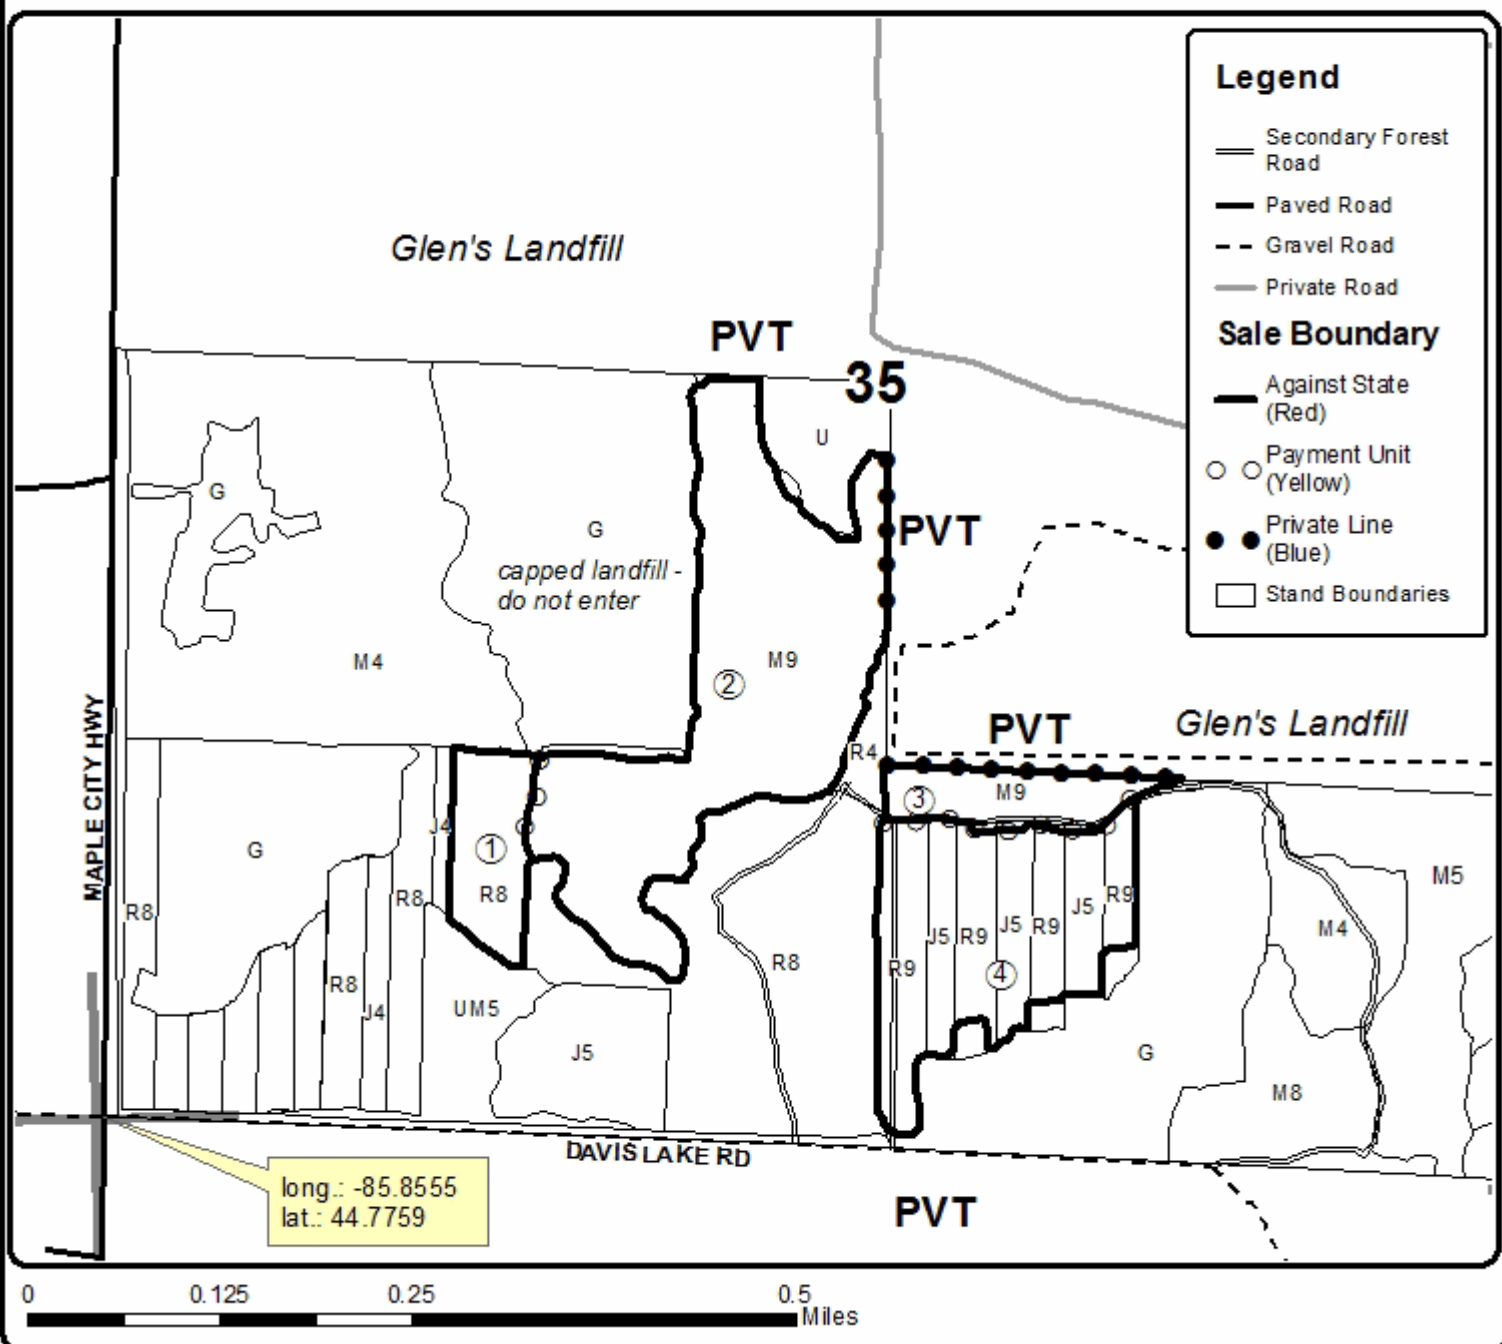 Legend
Secondary Forest
Road
Paved Road
Gravel Road
Private Road
Sale Boundary
Against State
(Red)
Payment Unit
(Yellow)
Private Line
(Blue)
Stand Boundaries
Glen's Landfill
PVT
35
U
G
G
PVT
capped landfill -
do not enter
M4
M9
2
PVT
Glen's Landfill
R4
MAPLE CITY HWY
M9
3
J4
1
G
M5
R8
R8
R8
R9
J5
R9
J5
R9
J5
R9
M4
R8
R8
4
J4
UM5
J5
G
M8
DAVIS LAKE RD
PVT
long.: -85.8555
lat.: 44.7759
0
0.125
0.25
0.5
Miles